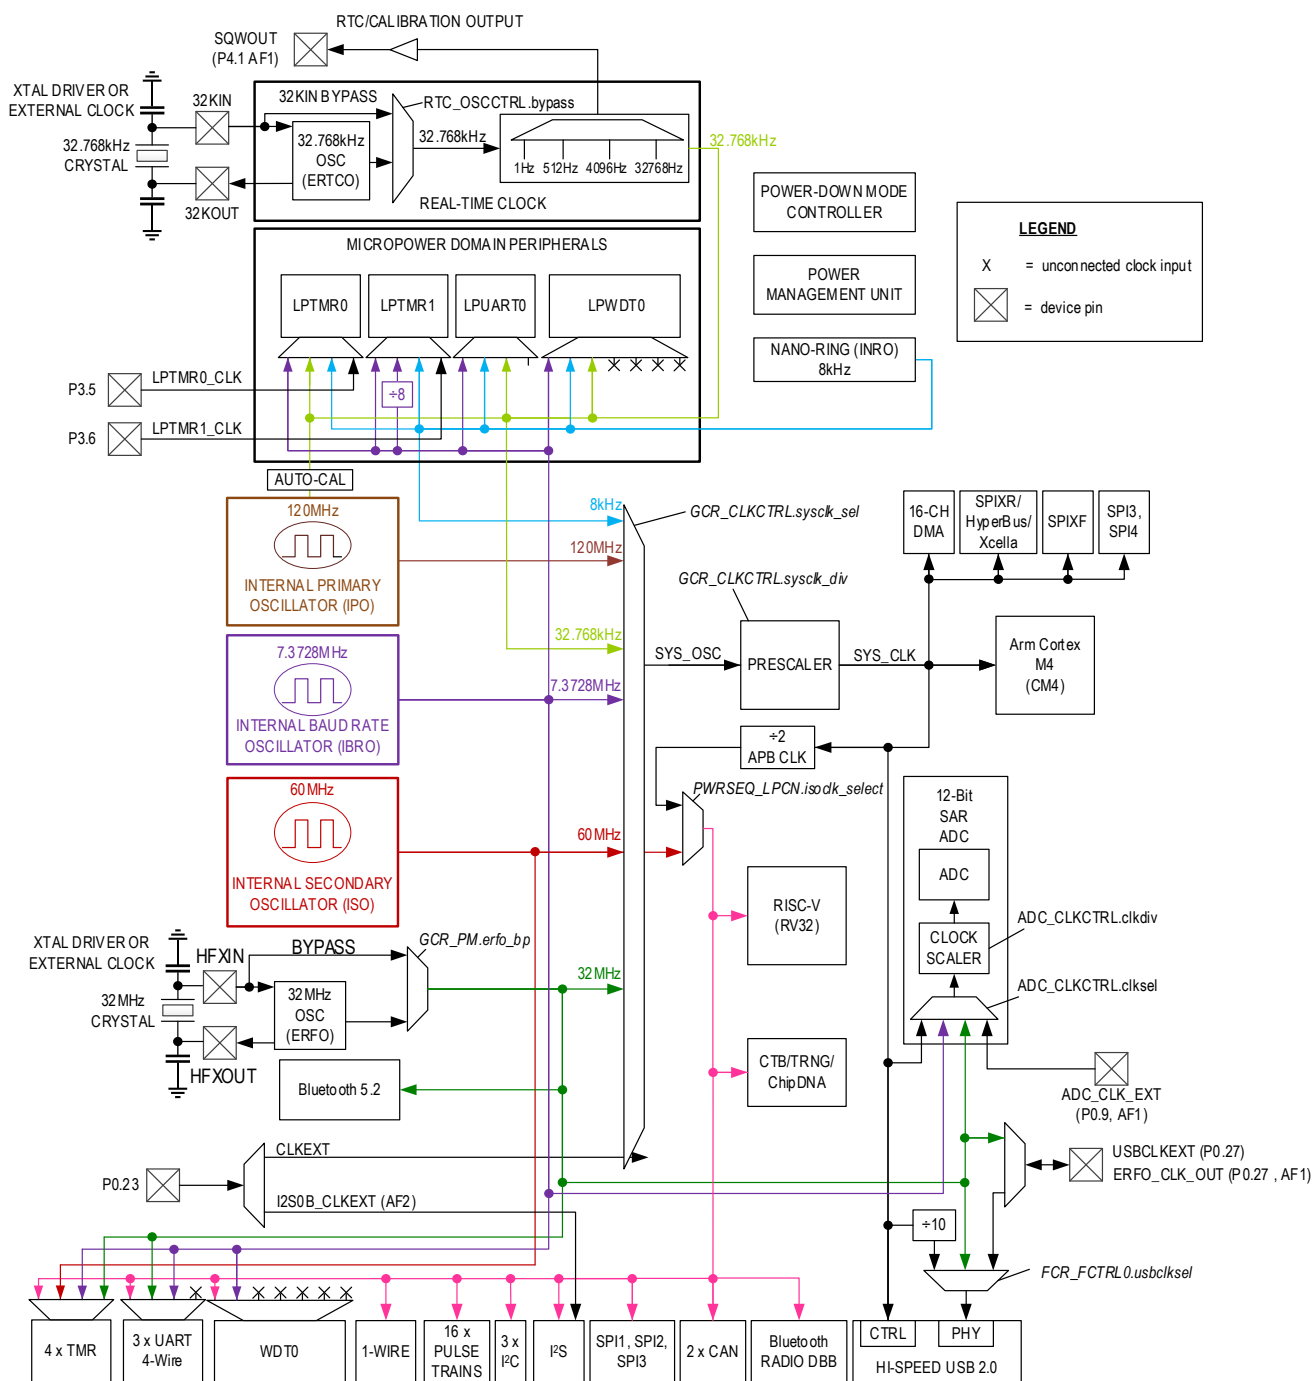 RTC/CALIBRATION OUTPUT
SQWOUT
(P4.1 AF1)
XTAL DRIVER OR
EXTERNAL CLOCK
32KIN
32KIN BYPASS
RTC_OSCCTRL.bypass
32.768kHz
CRYSTAL
32.768kHz
OSC
(ERTCO)
32.768kHz
1Hz 512Hz 4096Hz 32768Hz
32.768kHz
32KOUT
REAL-TIME CLOCK
POWER-DOWN MODE
CONTROLLER
POWER
MANAGEMENT UNIT
NANO-RING (INRO)
8kHz
LEGEND
X = unconnected clock input
= device pin
MICROPOWER DOMAIN PERIPHERALS
LPTMR0
LPTMR1
LPUART0
LPWDT0
X X X X
P3.5
LPTMR0_CLK
÷8
P3.6
LPTMR1_CLK
AUTO-CAL
120MHz
INTERNAL PRIMARY
OSCILLATOR (IPO)
7.3728MHz
INTERNAL BAUD RATE
OSCILLATOR (IBRO)
60MHz
INTERNAL SECONDARY
OSCILLATOR (ISO)
8kHz
120MHz
32.768kHz
7.3728MHz
60MHz
32MHz
GCR_CLKCTRL.sysclk_sel
GCR_CLKCTRL.sysclk_div
SYS_OSC
PRESCALER
SYS_CLK
16-CH
DMA
SPIXR/
HyperBus/
Xcella
SPIXF
SPI3,
SPI4
Arm Cortex
M4
(CM4)
÷2
APB CLK
PWRSEQ_LPCN.isoclk_select
RISC-V
(RV32)
CTB/TRNG/
ChipDNA
12-Bit
SAR
ADC
ADC
CLOCK
SCALER
ADC_CLKCTRL.clkdiv
ADC_CLKCTRL.clksel
ADC_CLK_EXT
(P0.9, AF1)
XTAL DRIVER OR
EXTERNAL CLOCK
HFXIN
BYPASS
GCR_PM.erfo_bp
32MHz
CRYSTAL
32MHz
OSC
(ERFO)
HFXOUT
Bluetooth 5.2
P0.23
CLKEXT
I2S0B_CLKEXT (AF2)
USBCLKEXT (P0.27)
ERFO_CLK_OUT (P0.27 , AF1)
÷10
FCR_FCTRL0.usbclksel
X X X X X
4 x TMR
3 x UART
4-Wire
WDT0
1-WIRE
16 x
PULSE
TRAINS
3 x
I²C
I²S
SPI1, SPI2,
SPI3
2 x CAN
Bluetooth
RADIO DBB
CTRL
PHY
HI-SPEED USB 2.0